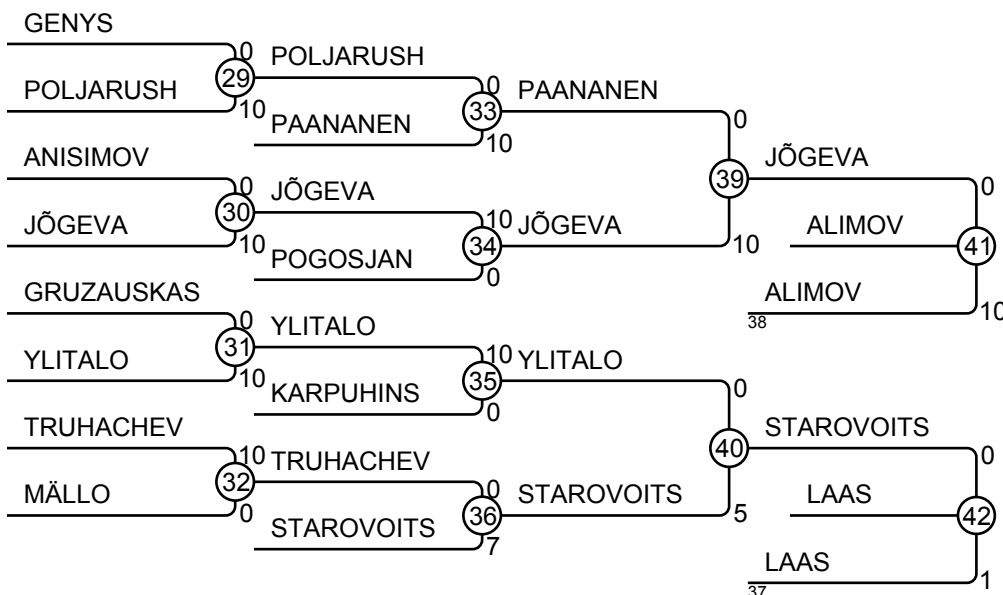 GENYS
0
29 POLJARUSH
POLJARUSH
10
0
33 PAANANEN
PAANANEN
10
ANISIMOV
0
30 JÕGEVA
JÕGEVA
10
10
34 JÕGEVA
POGOSJAN
0
0
39 JÕGEVA
10
0
ALIMOV 41
ALIMOV
38
10
GRUZAUSKAS
0
31 YLITALO
YLITALO
10
10
35 YLITALO
KARPUHINS
0
TRUHACHEV
10
32 TRUHACHEV
MÄLLO
0
0
36 STAROVOITS
STAROVOITS
7
0
40 STAROVOITS
5
0
LAAS 42
LAAS
37
1